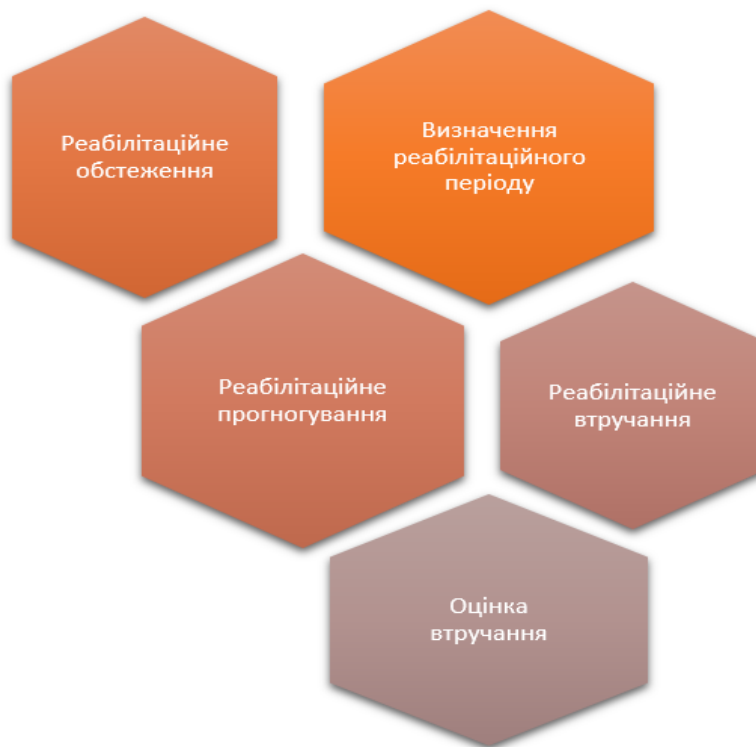 Реабілітаційне
обстеження
Визначення
реабілітаційного
періоду
Реабілітаційне
прогногування
Реабілітаційне
втручання
Оцінка
втручання